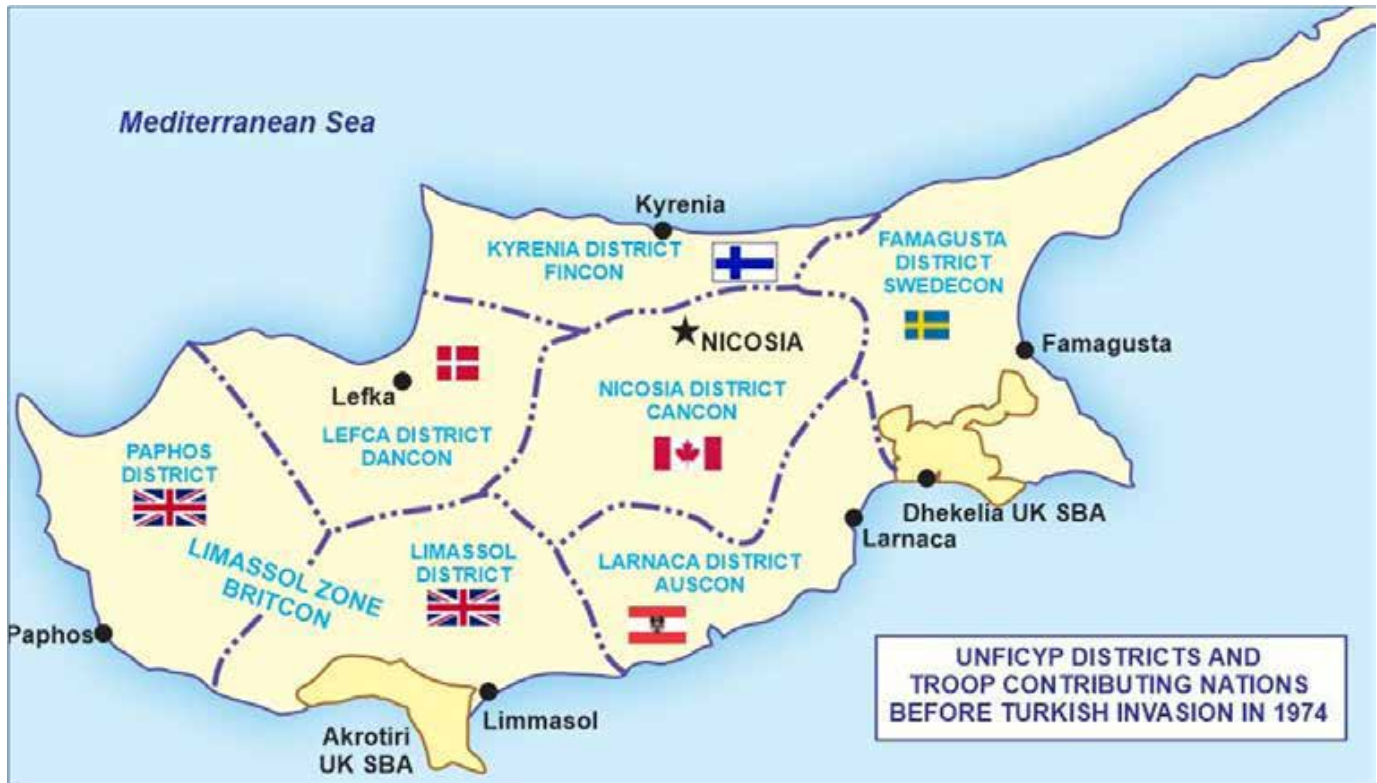 Mediterranean Sea
Kyrenia
KYRENIA DISTRICT
FINCON
FAMAGUSTA
DISTRICT
SWEDECON
NICOSIA
Famagusta
Lefka
NICOSIA DISTRICT
CANCON
LEFCA DISTRICT
DANCON
PAPHOS
DISTRICT
Dhekelia UK SBA
Larnaca
LIMASSOL ZONE
BRITCON
LIMASSOL
DISTRICT
LARNACA DISTRICT
AUSCON
Paphos
Limmasol
Akrotiri
UK SBA
UNFICYP DISTRICTS AND
TROOP CONTRIBUTING NATIONS
BEFORE TURKISH INVASION IN 1974